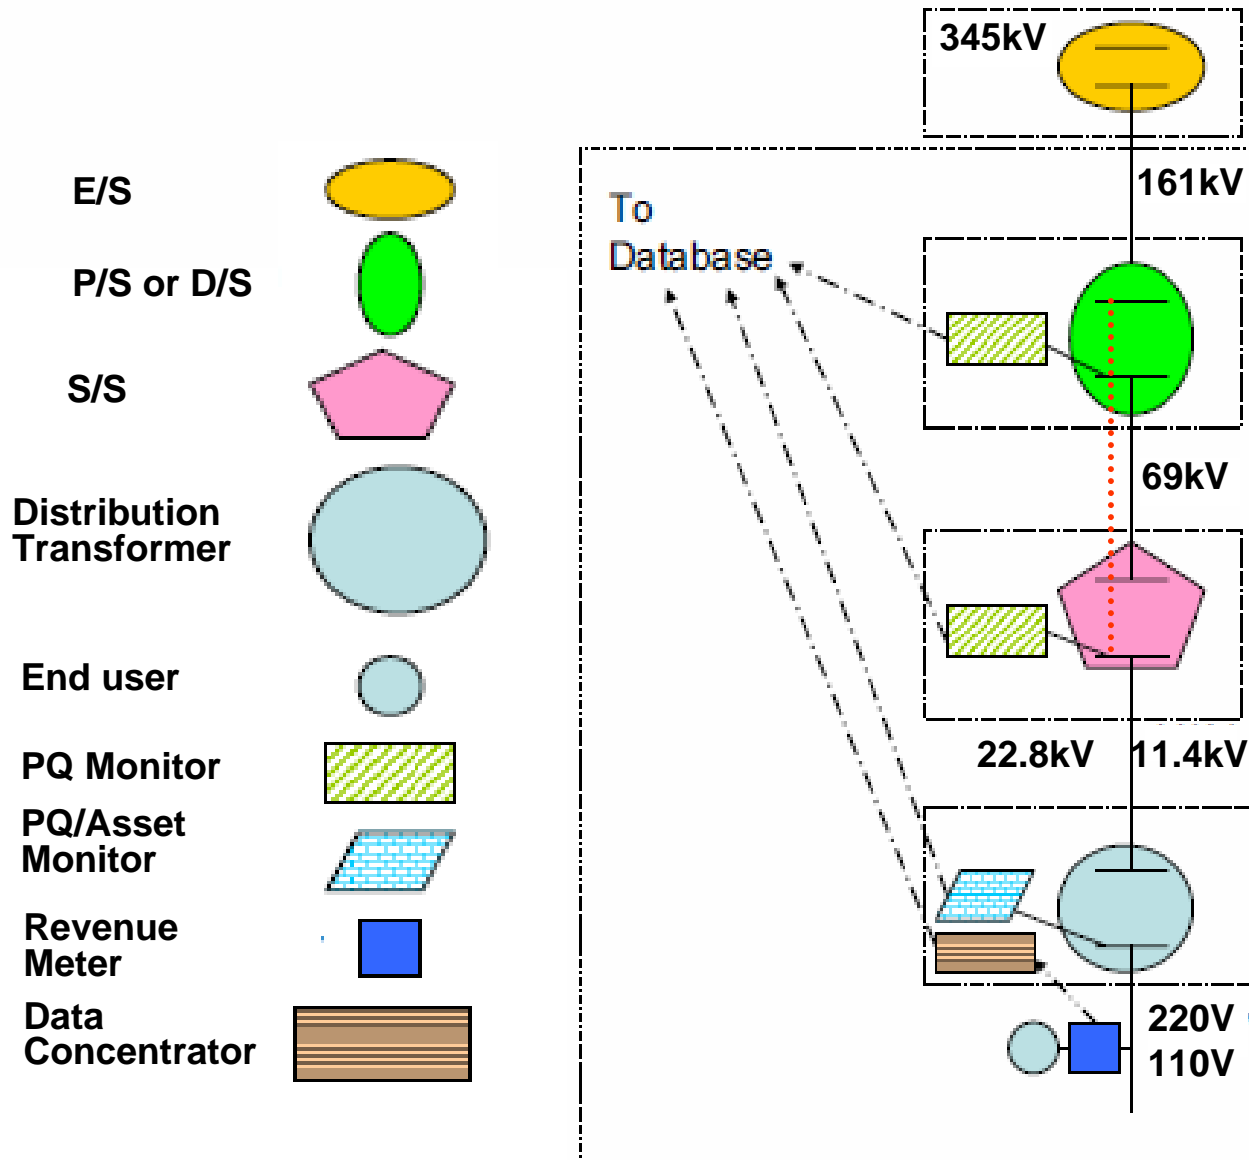 345kV
161kV
E/S
To
Database
P/S or D/S
S/S
69kV
Distribution
Transformer
End user
22.8kV 11.4kV
PQ Monitor
PQ/Asset
Monitor
Revenue
Meter
Data
Concentrator
220V
110V